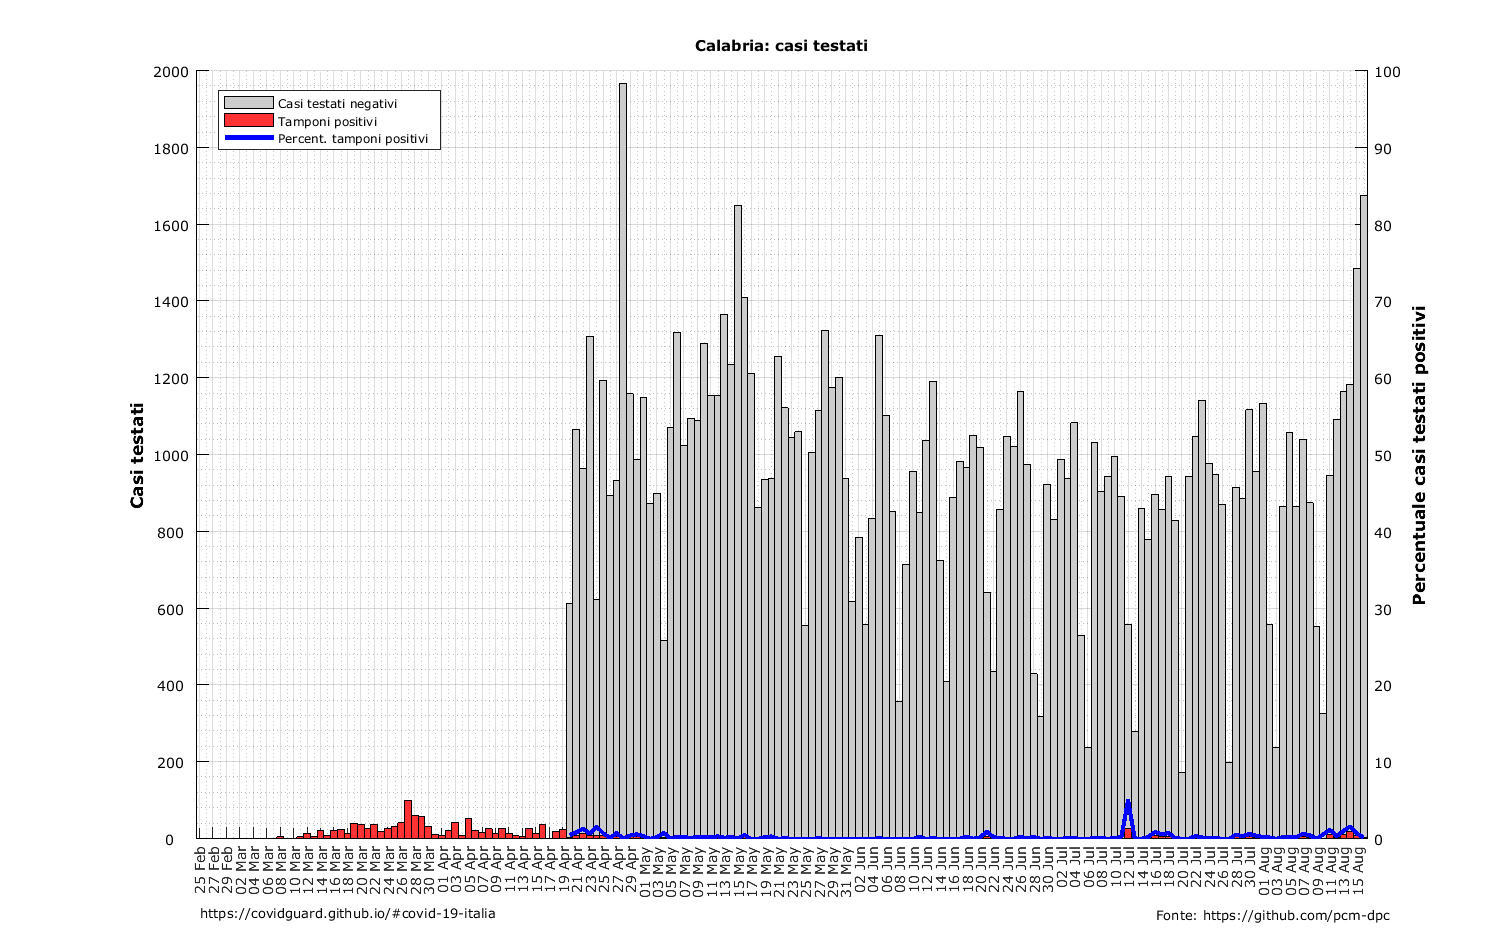 Calabria: casi testati
Casi testati negativi
Tamponi positivi
Percent. tamponi positivi
Casi testati
2000
1800
1600
1400
1200
1000
800
600
400
200
0
100
90
80
70
60
50
40
30
20
10
0
Percentuale casi testati positivi
25 Feb
27 Feb
29 Feb
02 Mar
04 Mar
06 Mar
08 Mar
10 Mar
12 Mar
14 Mar
16 Mar
18 Mar
20 Mar
22 Mar
24 Mar
26 Mar
28 Mar
30 Mar
01 Apr
03 Apr
05 Apr
07 Apr
09 Apr
11 Apr
13 Apr
15 Apr
17 Apr
19 Apr
21 Apr
23 Apr
25 Apr
27 Apr
29 Apr
01 May
03 May
05 May
07 May
09 May
11 May
13 May
15 May
17 May
19 May
21 May
23 May
25 May
27 May
29 May
31 May
02 Jun
04 Jun
06 Jun
08 Jun
10 Jun
12 Jun
14 Jun
16 Jun
18 Jun
20 Jun
22 Jun
24 Jun
26 Jun
28 Jun
30 Jun
02 Jul
04 Jul
06 Jul
08 Jul
10 Jul
12 Jul
14 Jul
16 Jul
18 Jul
20 Jul
22 Jul
24 Jul
26 Jul
28 Jul
30 Jul
01 Aug
03 Aug
05 Aug
07 Aug
09 Aug
11 Aug
13 Aug
15 Aug
https://covidguard.github.io/#covid-19-italia
Fonte: https://github.com/pcm-dpc